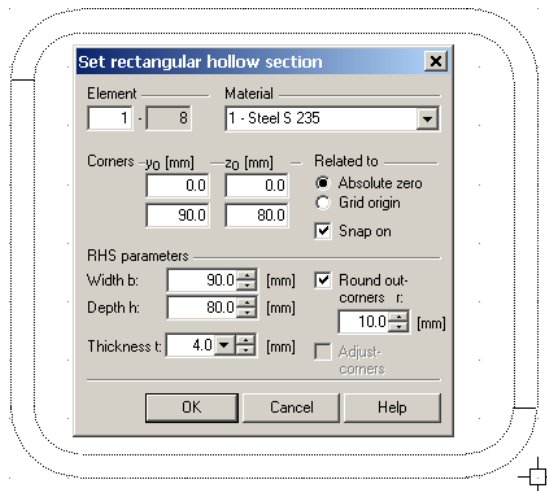 Set rectangular hollow section
Element Material
1 - 8 1 - Steel S 235
Corners y0 [mm] z0 [mm] Related to
0.0 0.0 Absolute zero
Grid origin
90.0 80.0
Snap on
RHS parameters
Width b: 90.0 [mm] Round out-
corners r:
Depth h: 80.0 [mm]
10.0 [mm]
Thickness t: 4.0 [mm] Adjust-
corners
OK Cancel Help